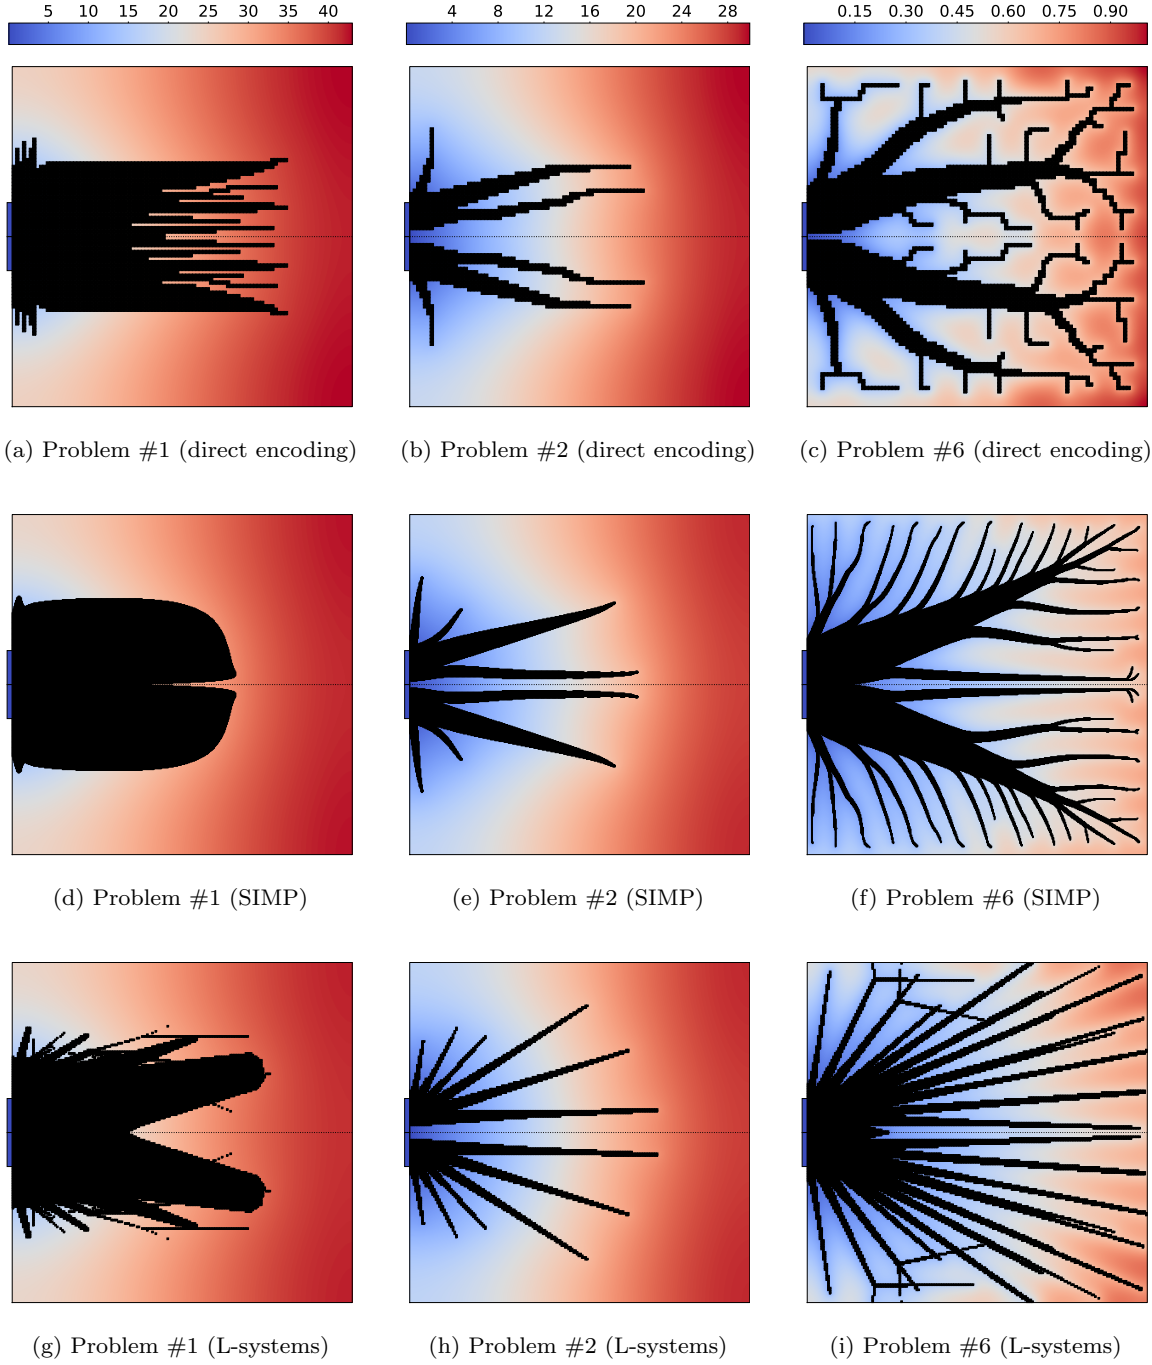 5 10 15 20 25 30 35 40
4 8 12 16 20 24 28
0.15 0.30 0.45 0.60 0.75 0.90
(a) Problem #1 (direct encoding)
(b) Problem #2 (direct encoding)
(c) Problem #6 (direct encoding)
(d) Problem #1 (SIMP)
(e) Problem #2 (SIMP)
(f) Problem #6 (SIMP)
(g) Problem #1 (L-systems)
(h) Problem #2 (L-systems)
(i) Problem #6 (L-systems)